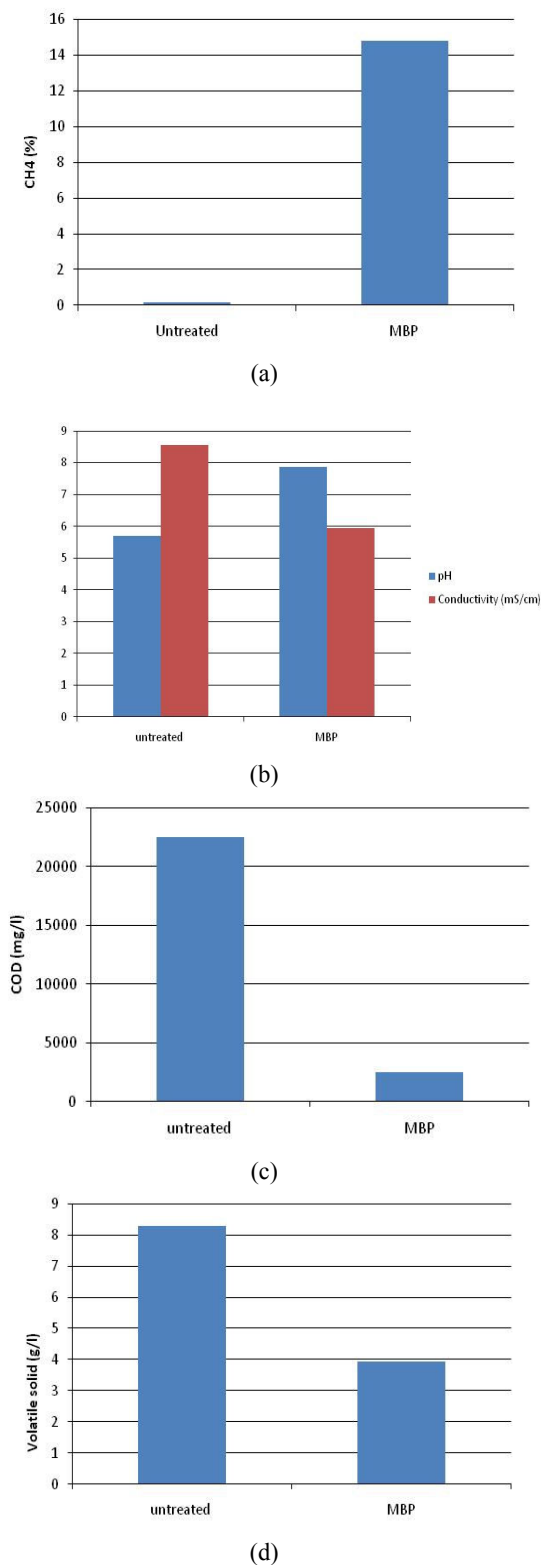 16
14
12
10
8
6
4
2
0
CH4 (%)
Untreated MBP
(a)
9
8
7
6
5
4
3
2
1
0
untreated MBP
pH
Conductivity (mS/cm)
(b)
25000
20000
15000
10000
5000
0
COD (mg/l)
untreated MBP
(c)
9
8
7
6
5
4
3
2
1
0
Volatile solid (g/l)
untreated MBP
(d)